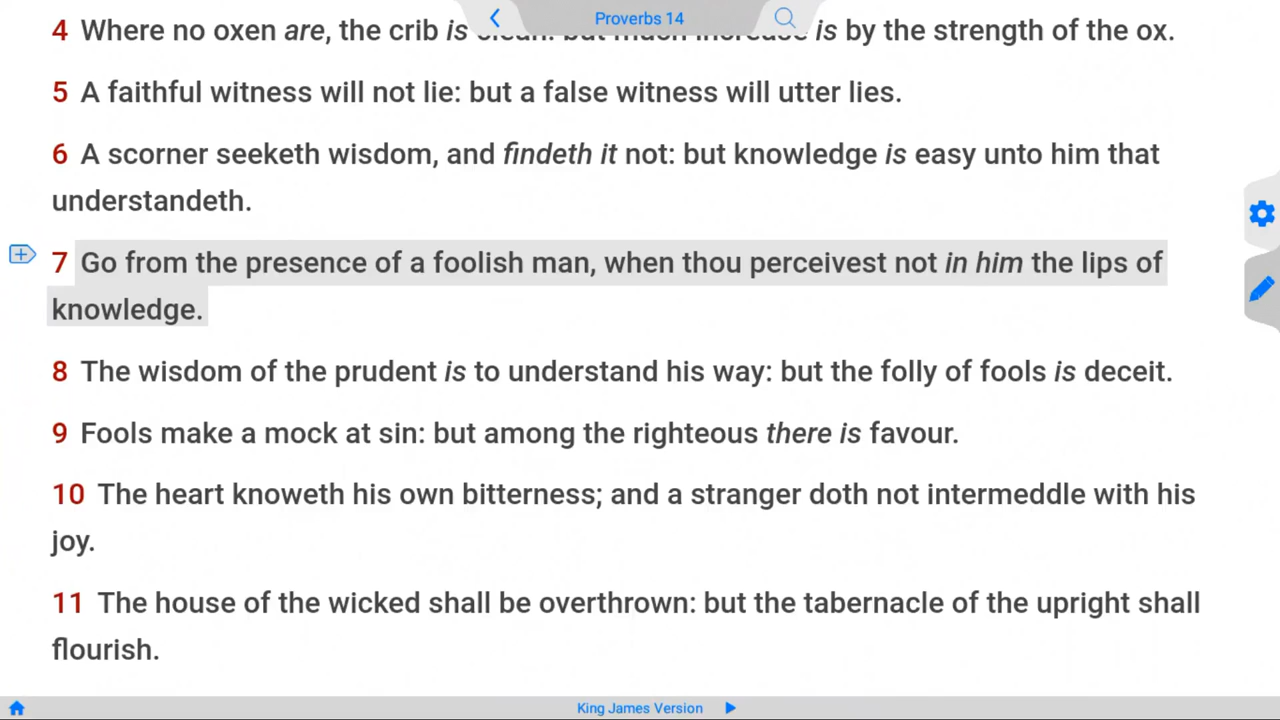 Proverbs 14
4 Where no oxen are, the crib is clean: but much increase is by the strength of the ox.
5 A faithful witness will not lie: but a false witness will utter lies.
6 A scorner seeketh wisdom, and findeth it not: but knowledge is easy unto him that
understandeth.
7 Go from the presence of a foolish man, when thou perceivest not in him the lips of
knowledge.
8 The wisdom of the prudent is to understand his way: but the folly of fools is deceit.
9 Fools make a mock at sin: but among the righteous there is favour.
10 The heart knoweth his own bitterness; and a stranger doth not intermeddle with his
joy.
11 The house of the wicked shall be overthrown: but the tabernacle of the upright shall
flourish.
King James Version